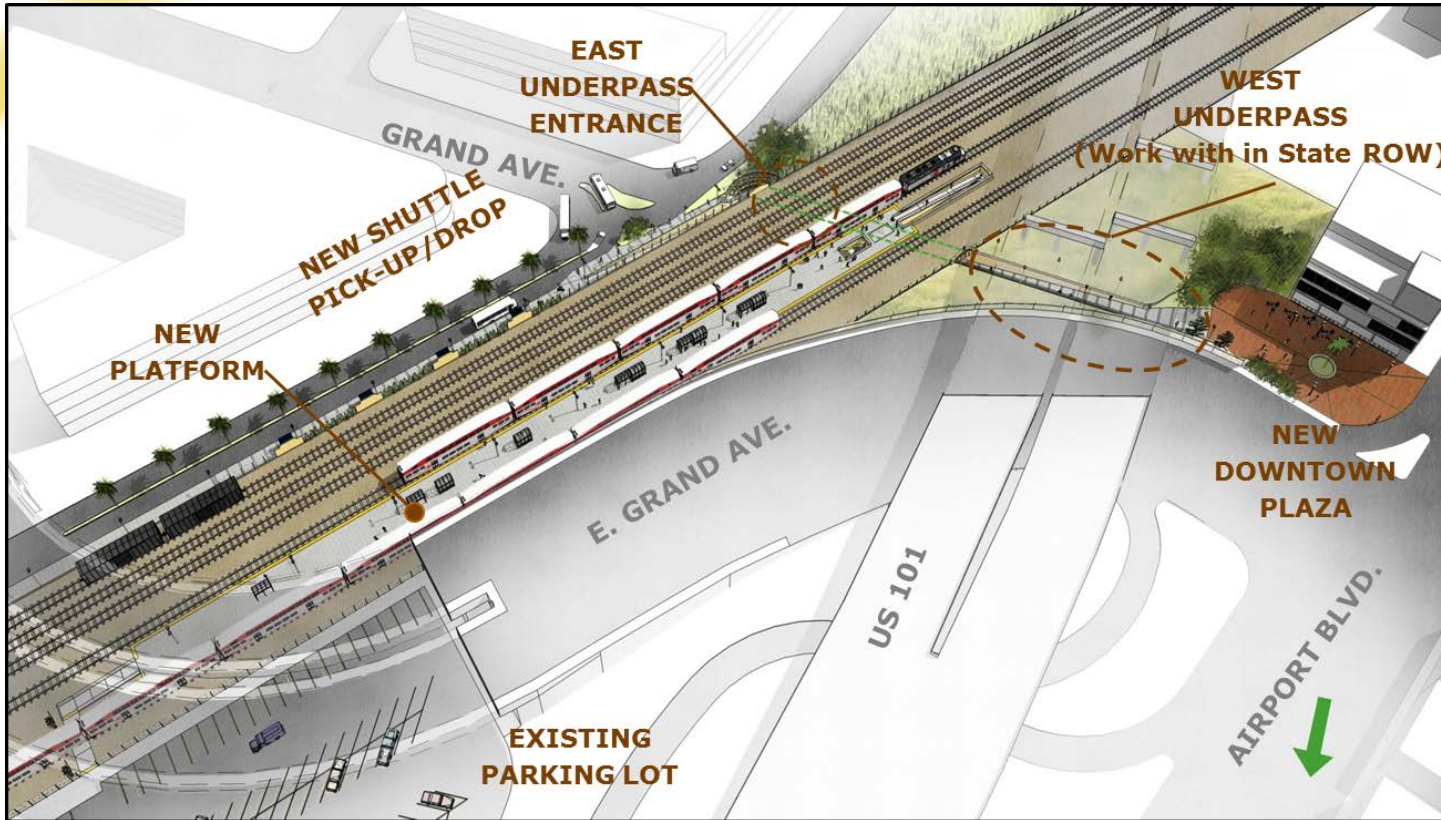 EAST
UNDERPASS
ENTRANCE
WEST
UNDERPASS
(Work with in State ROW)
GRAND AVE.
NEW SHUTTLE
PICK-UP/DROP
NEW
PLATFORM
E. GRAND AVE.
NEW
DOWNTOWN
PLAZA
US 101
AIRPORT BLVD.
EXISTING
PARKING LOT